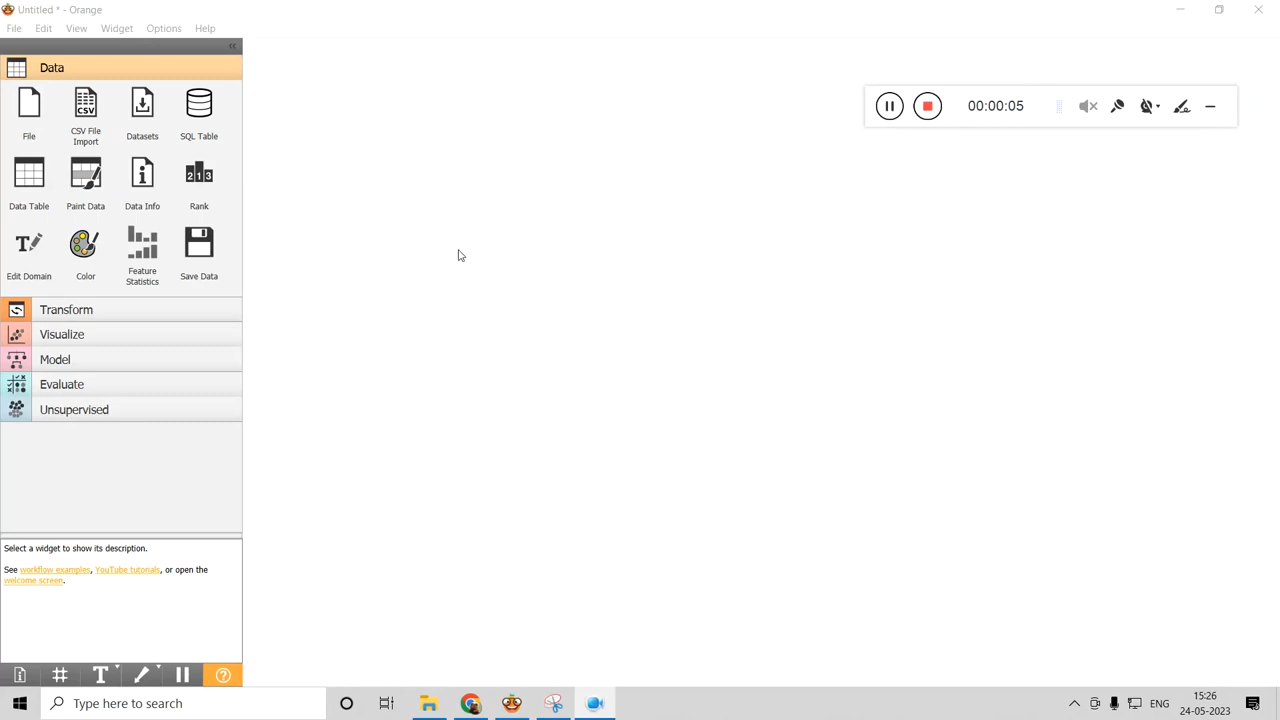 Untitled * - Orange
File Edit View Widget Options Help
Data
File
CSV File Import
Datasets
SQL Table
Data Table
Paint Data
Data Info
Rank
Edit Domain
Color
Feature Statistics
Save Data
Transform
Visualize
Model
Evaluate
Unsupervised
00:00:05
Select a widget to show its description.
See workflow examples, YouTube tutorials, or open the
welcome screen.
Type here to search
ENG
15:26
24-05-2023